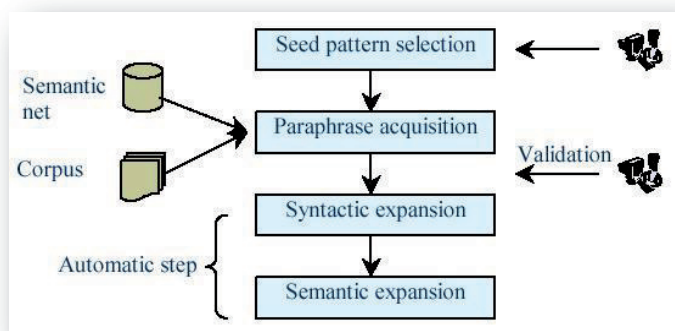 Seed pattern selection
Semantic
net
Paraphrase acquisition
Corpus
Validation
Syntactic expansion
Automatic step
Semantic expansion